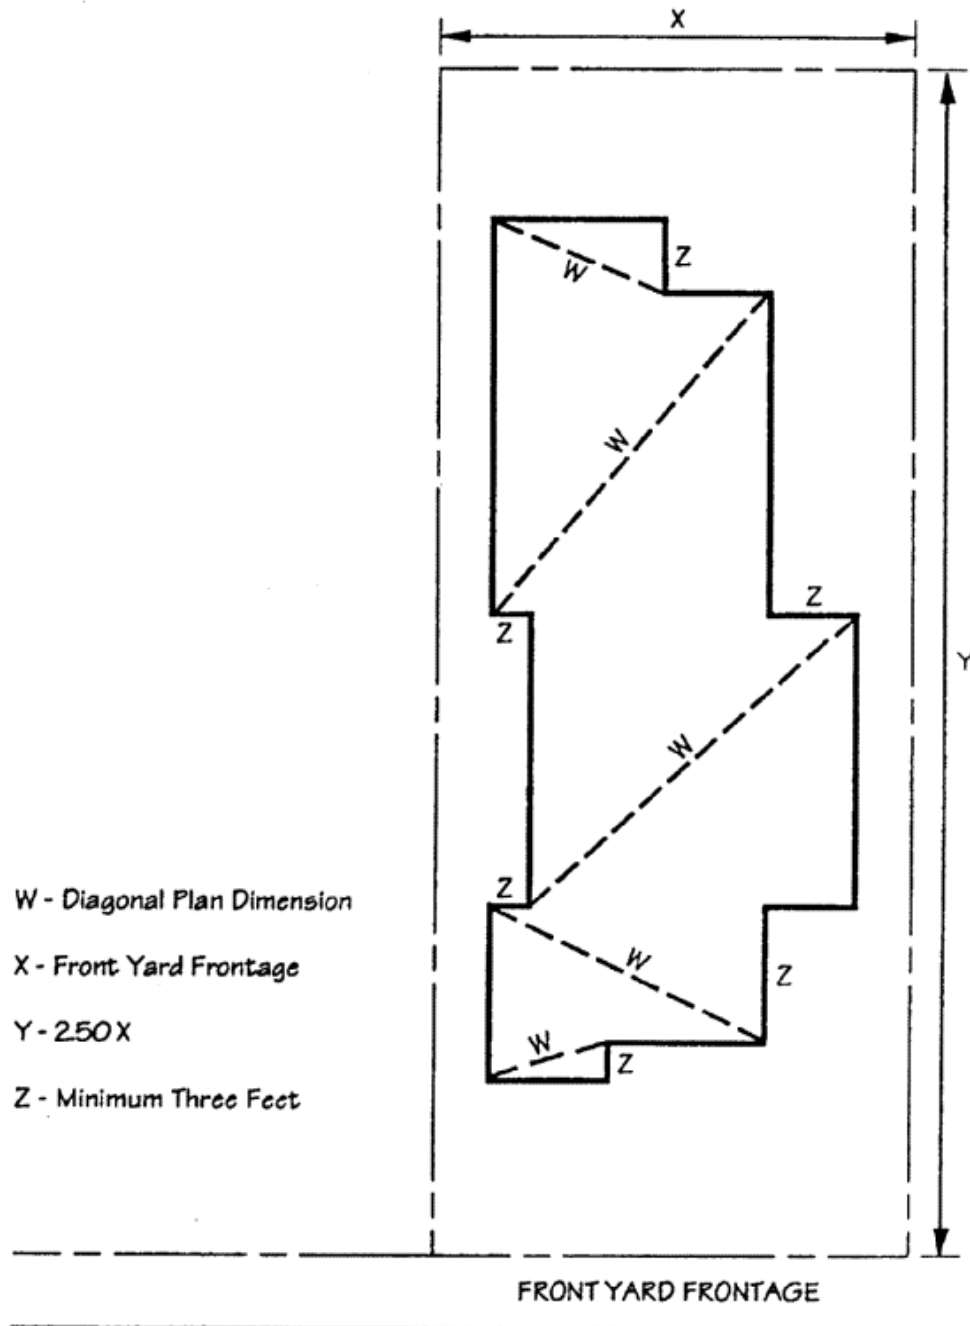 X
Z
W
W
Z
Z
Y
W
Z
W - Diagonal Plan Dimension
W
X - Front Yard Frontage
Z
Y - 2.50 X
W
Z
Z - Minimum Three Feet
FRONT YARD FRONTAGE